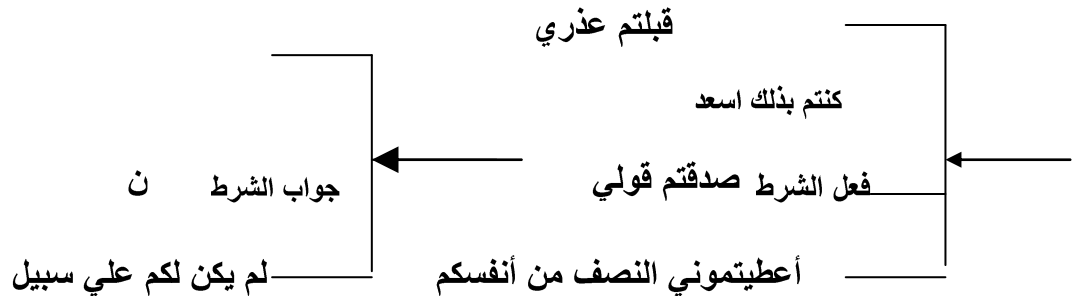 قبلتم عذري
كنتم بذلك اسعد
فعل الشرط صدقتم قولي
جواب الشرط ن
أعطيتموني النصف من أنفسكم
لم يكن لكم علي سبيل